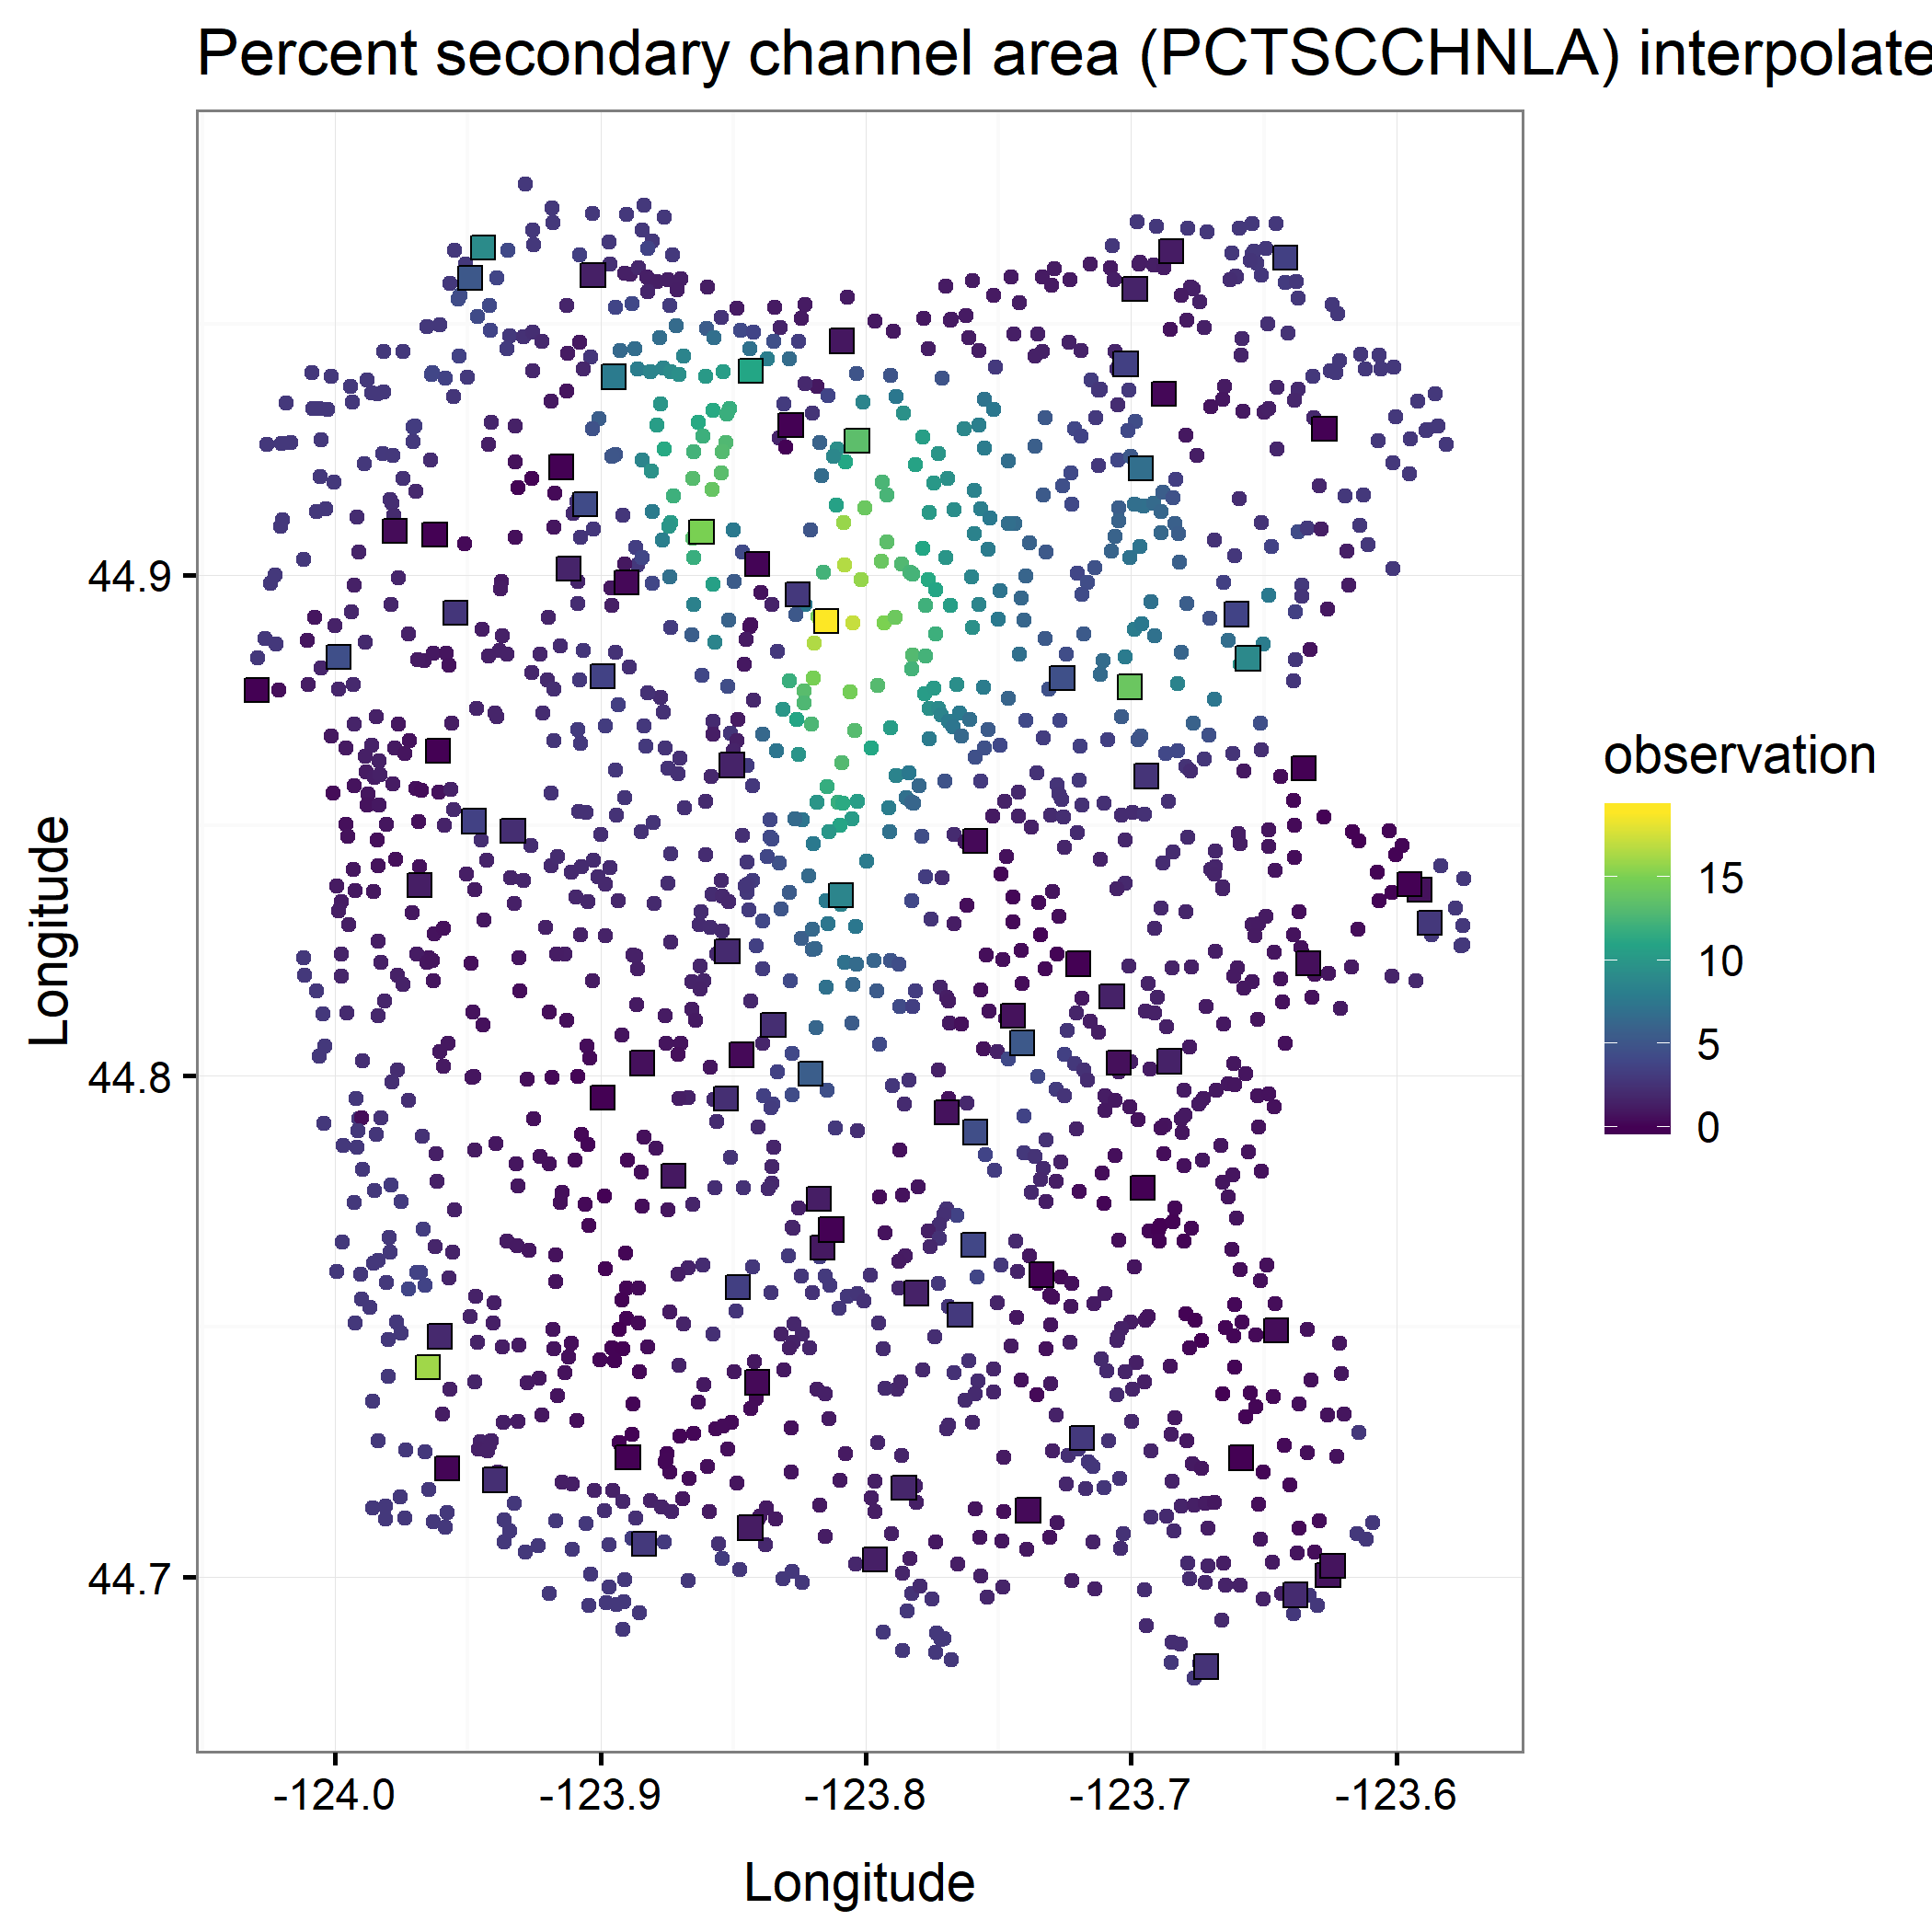 Percent secondary channel area (PCTSCCHNLA) interpolate
Longitude
44.9
44.8
44.7
-124.0 -123.9 -123.8 -123.7 -123.6
Longitude
observation
15
10
5
0